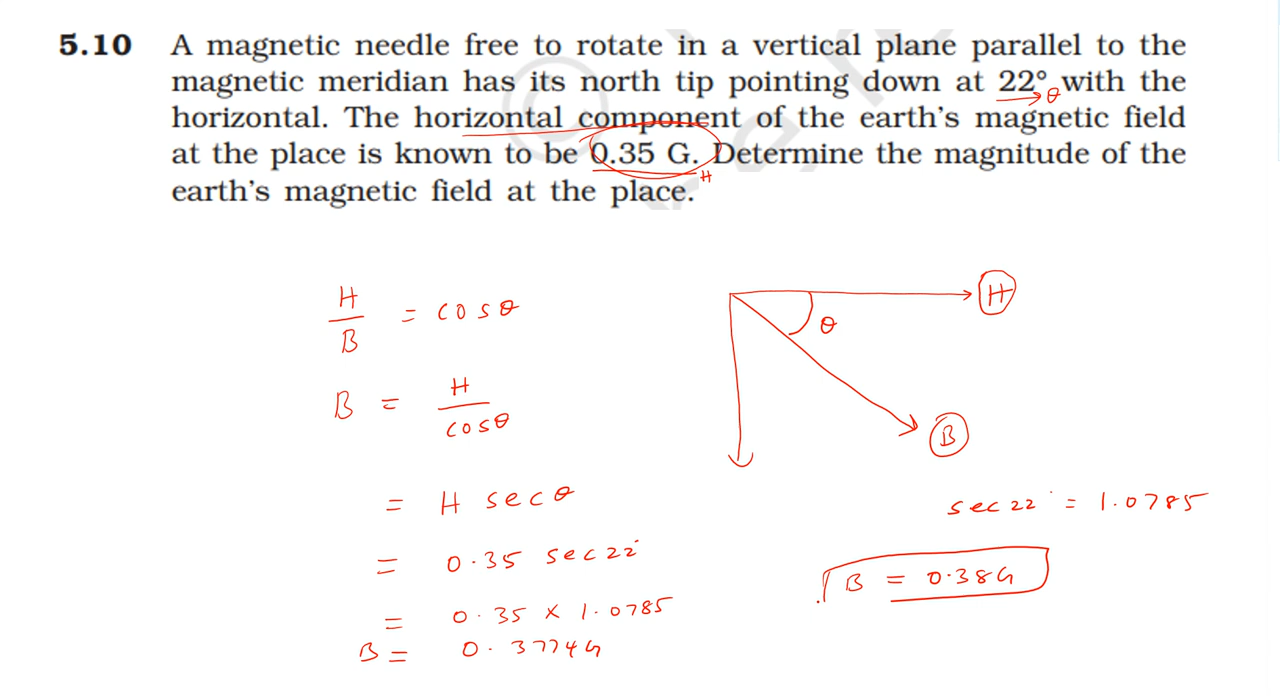 5.10 A magnetic needle free to rotate in a vertical plane parallel to the
magnetic meridian has its north tip pointing down at 22° with the
θ
horizontal. The horizontal component of the earth's magnetic field
at the place is known to be 0.35 G. Determine the magnitude of the
H
earth's magnetic field at the place.
H
/ B = cos θ
H
θ
B = H / cos θ
B
= H sec θ
sec 22° = 1.0785
= 0.35 sec 22°
B = 0.38G
= 0.35 × 1.0785
B = 0.3774G